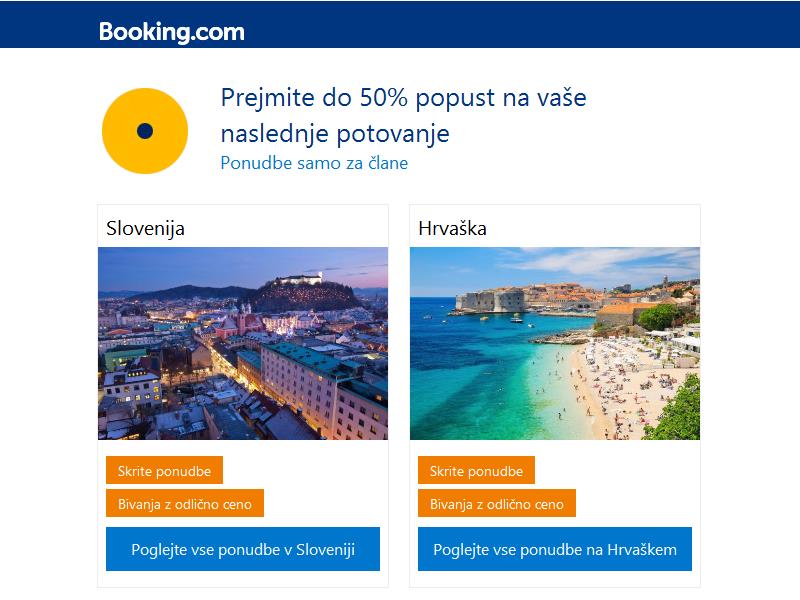 Booking.com
Prejmite do 50% popust na vaše
naslednje potovanje
Ponudbe samo za člane
Slovenija
Hrvaška
Skrite ponudbe
Skrite ponudbe
Bivanja z odlično ceno
Bivanja z odlično ceno
Poglejte vse ponudbe v Sloveniji
Poglejte vse ponudbe na Hrvaškem